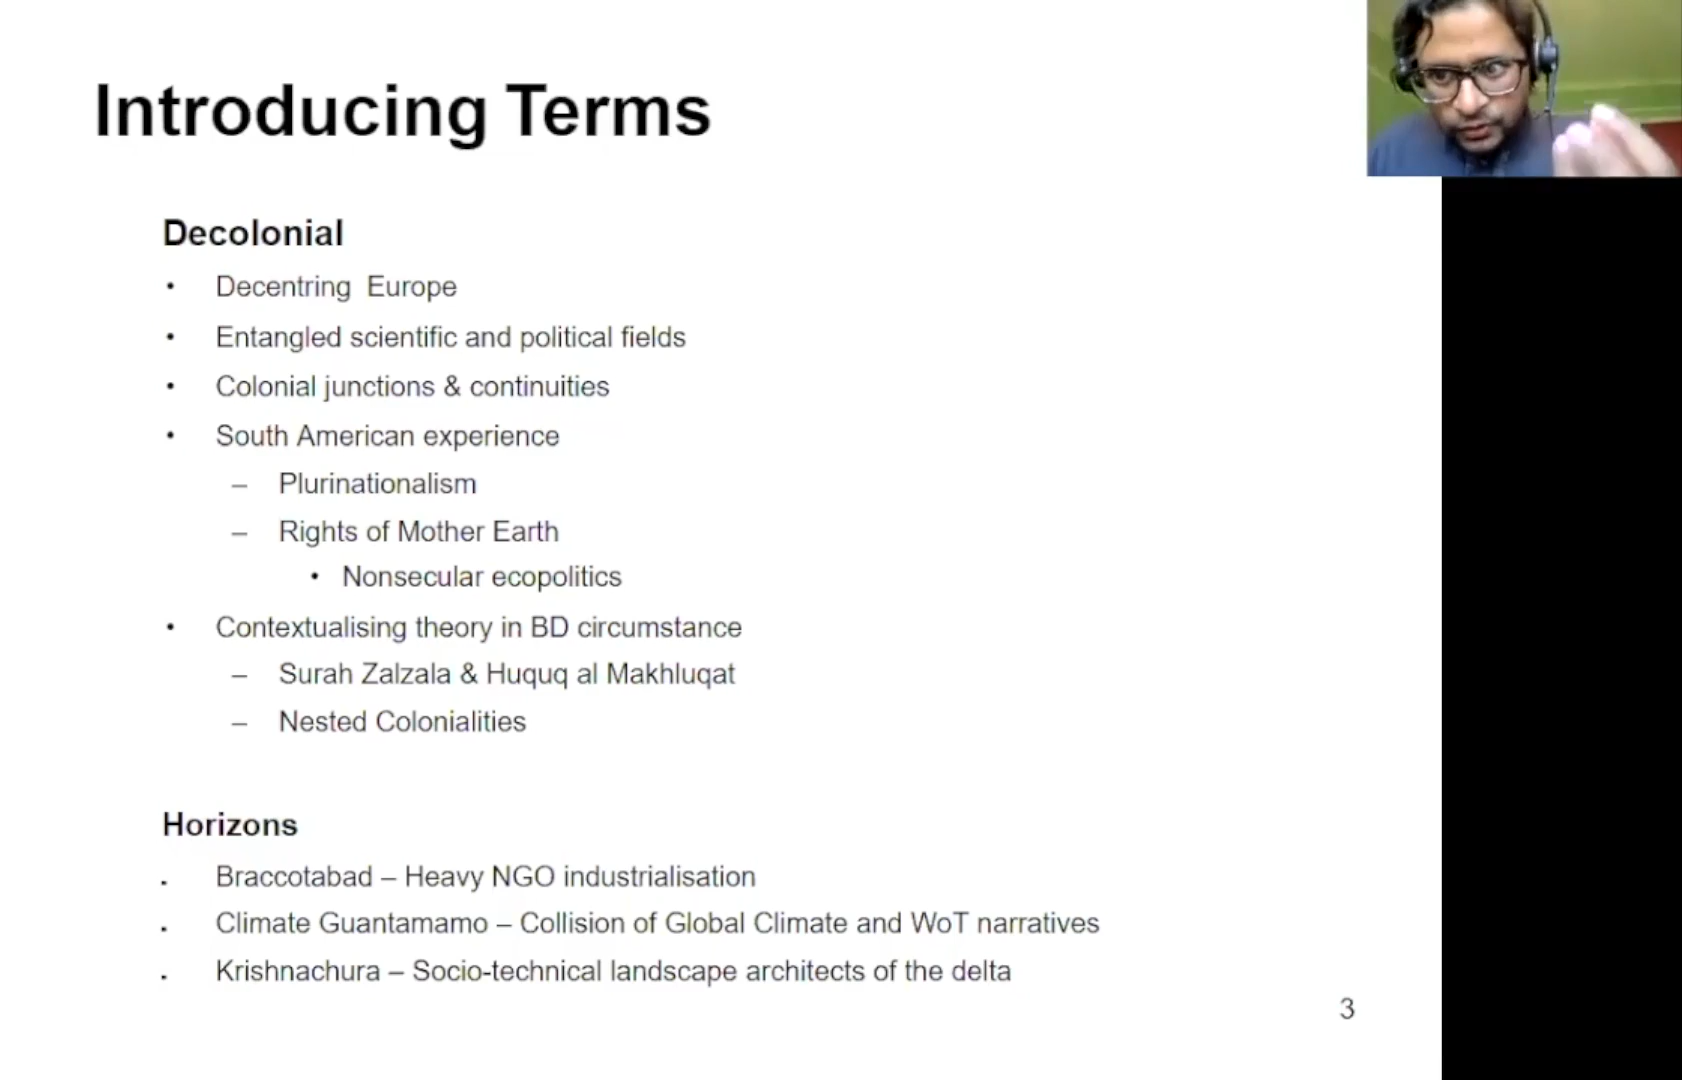 Introducing Terms
Decolonial
• Decentring Europe
• Entangled scientific and political fields
• Colonial junctions & continuities
• South American experience
– Plurinationalism
– Rights of Mother Earth
• Nonsecular ecopolitics
• Contextualising theory in BD circumstance
– Surah Zalzala & Huquq al Makhluqat
– Nested Colonialities
Horizons
. Braccotabad – Heavy NGO industrialisation
. Climate Guantamamo – Collision of Global Climate and WoT narratives
. Krishnachura – Socio-technical landscape architects of the delta
3